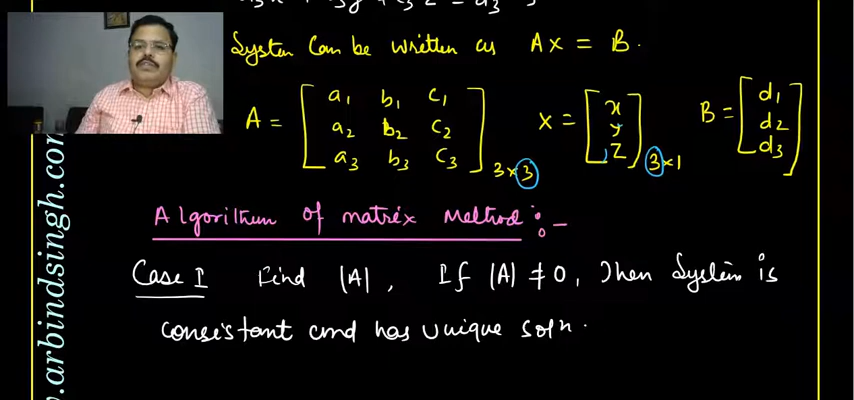 System Can be written as AX = B.
A = [ a1 b1 c1
a2 b2 c2
a3 b3 c3 ] 3×3
X = [ x
y
z ] 3×1
B = [ d1
d2
d3 ]
Algorithm of matrix Method :-
Case I Find |A|, If |A| ≠ 0, Then System is
consistant and has unique soln.
.arbindsingh.com